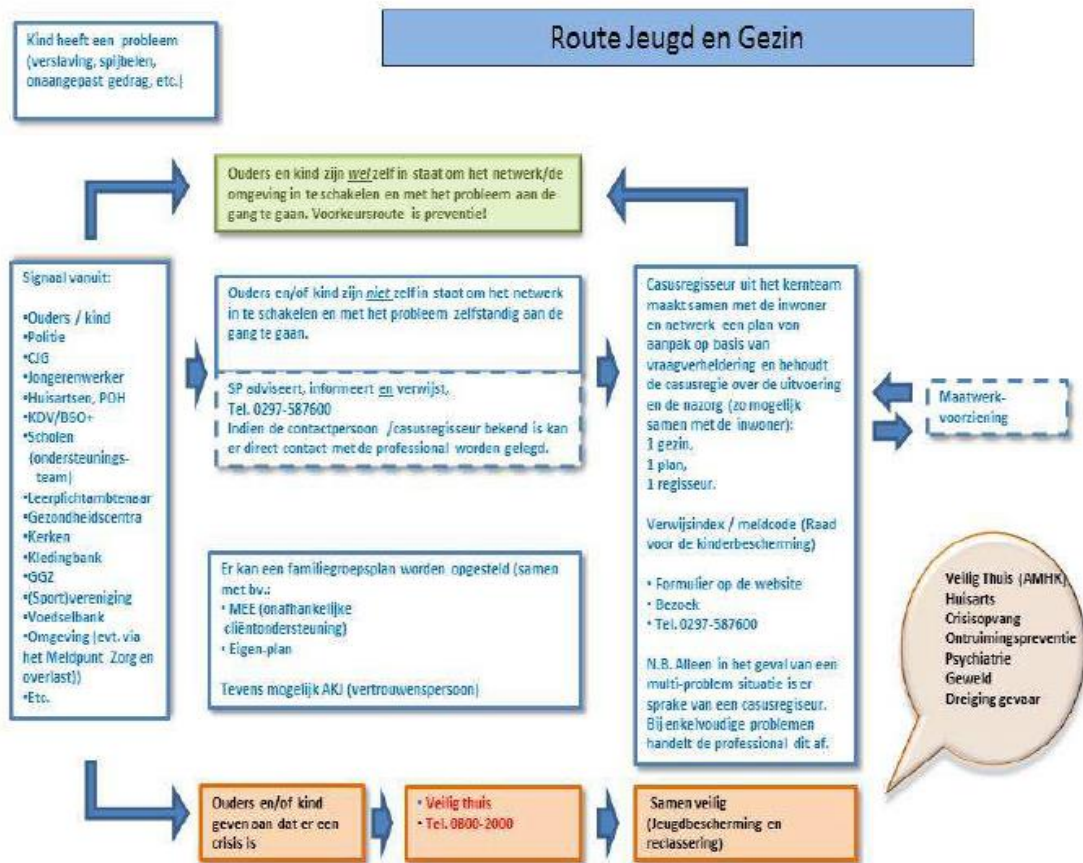 Route Jeugd en Gezin
Kind heeft een probleem
(verslaving, spijbelen,
onaangepast gedrag, etc.)
Ouders en kind zijn wel zelf in staat om het netwerk/de
omgeving in te schakelen en met het probleem aan de
gang te gaan. Voorkeursroute is preventie!
Signaal vanuit:
•Ouders / kind
•Politie
•CJG
•Jongerenwerker
•Huisartsen, POH
•KDV/BSO+
•Scholen
(ondersteunings-
team)
•Leerplichtambtenaar
•Gezondheidscentra
•Kerken
•Kledingbank
•GGZ
•(Sport)vereniging
•Voedselbank
•Omgeving (evt. via
het Meldpunt Zorg en
overlast))
•Etc.
Ouders en/of kind zijn niet zelf in staat om het netwerk
in te schakelen en met het probleem zelfstandig aan de
gang te gaan.
SP adviseert, informeert en verwijst,
Tel. 0297-587600
Indien de contactpersoon /casusregisseur bekend is kan
er direct contact met de professional worden gelegd.
Er kan een familiegroepsplan worden opgesteld (samen
met bv.:
• MEE (onafhankelijke
cliëntondersteuning)
• Eigen-plan
Tevens mogelijk AKJ (vertrouwenspersoon)
Casusregisseur uit het kernteam
maakt samen met de inwoner
en netwerk een plan van
aanpak op basis van
vraagverheldering en behoudt
de casusregie over de uitvoering
en de nazorg (zo mogelijk
samen met de inwoner):
1 gezin,
1 plan,
1 regisseur.
Verwijsindex / meldcode (Raad
voor de kinderbescherming)
• Formulier op de website
• Bezoek
• Tel. 0297-587600
N.B. Alleen in het geval van een
multi-problem situatie is er
sprake van een casusregiseur.
Bij enkelvoudige problemen
handelt de professional dit af.
Maatwerk-
voorziening
Veilig Thuis (AMHK)
Huisarts
Crisisopvang
Ontruimingspreventie
Psychiatrie
Geweld
Dreiging gevaar
Ouders en/of kind
geven aan dat er een
crisis is
• Veilig thuis
• Tel. 0800-2000
Samen veilig
(Jeugdbescherming en
reclassering)